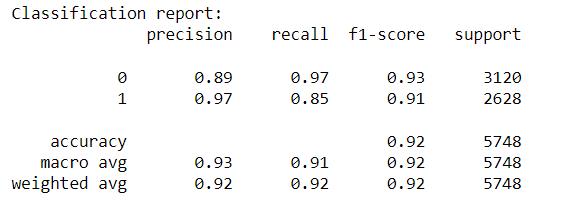 Classification report:
precision recall f1-score support
0 0.89 0.97 0.93 3120
1 0.97 0.85 0.91 2628
accuracy 0.92 5748
macro avg 0.93 0.91 0.92 5748
weighted avg 0.92 0.92 0.92 5748